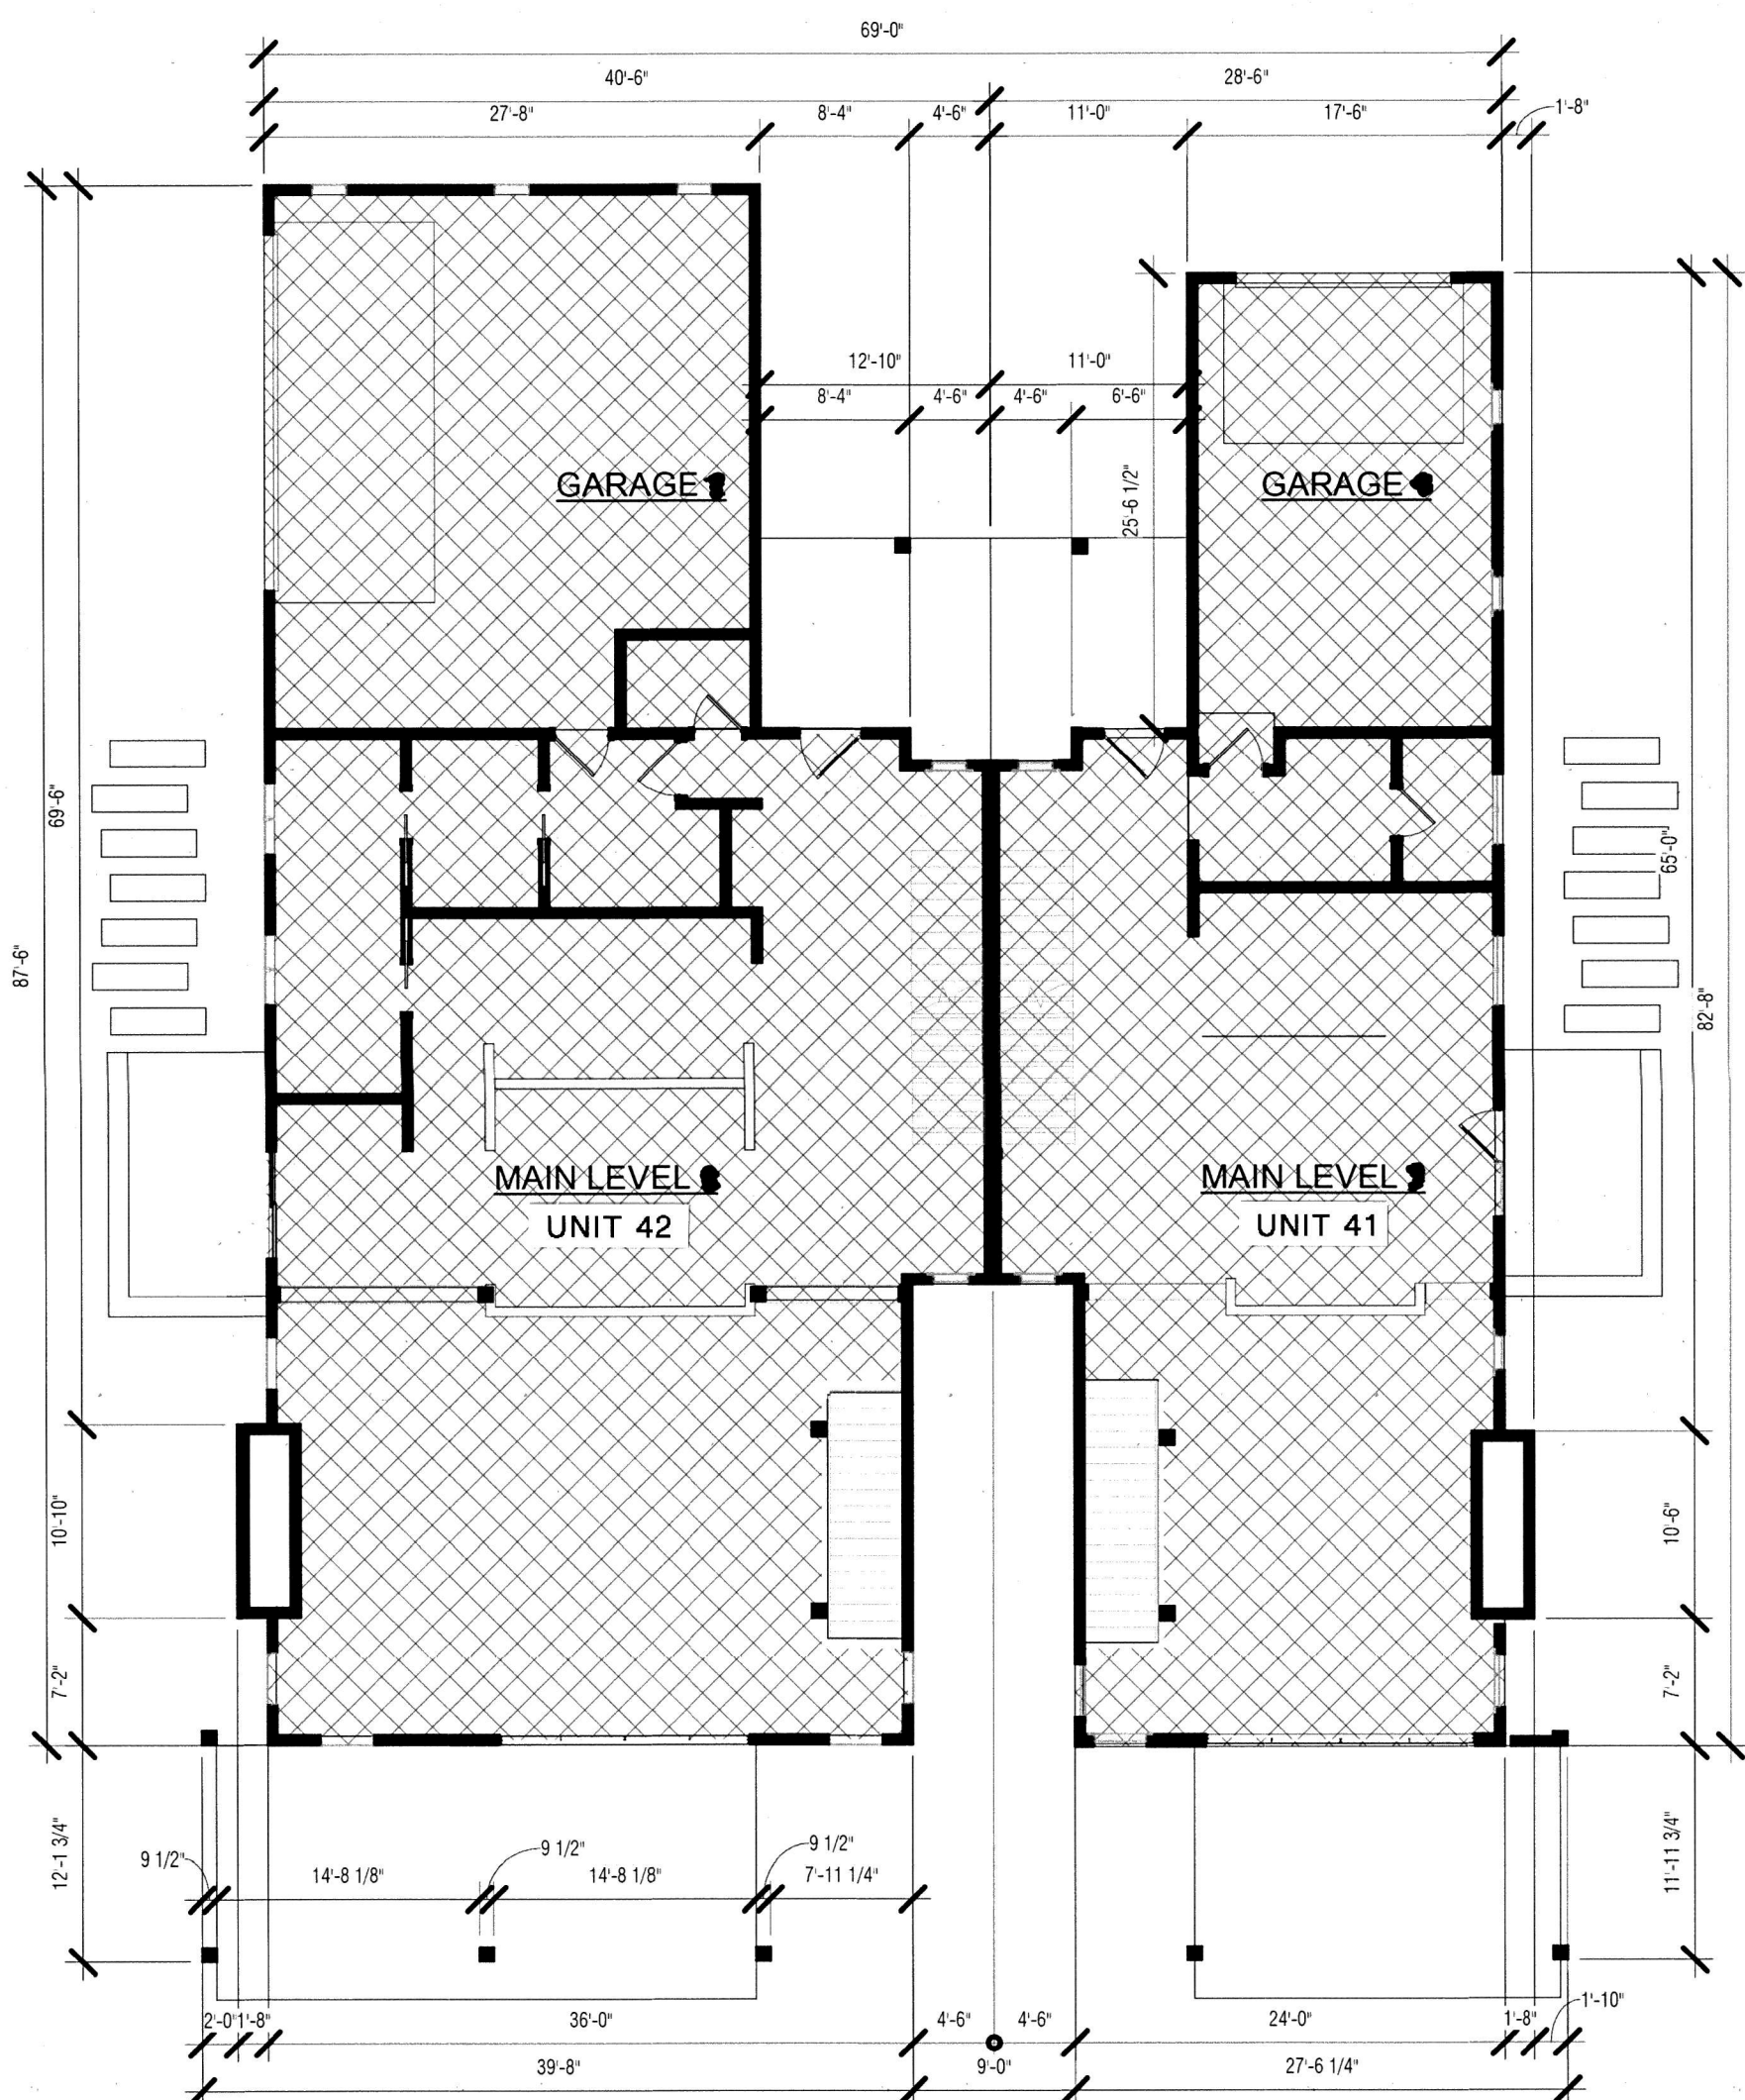 69'-0"
40'-6" 28'-6"
27'-8" 8'-4" 4'-6" 11'-0" 17'-6" 1'-8"
12'-10" 11'-0"
8'-4" 4'-6" 4'-6" 6'-6"
GARAGE GARAGE
25'-6 1/2"
69'-6"
65'-0"
87'-6"
82'-8"
MAIN LEVEL MAIN LEVEL
UNIT 42 UNIT 41
10'-10" 10'-6"
7'-2" 7'-2"
12'-1 3/4" 11'-11 3/4"
9 1/2" 9 1/2" 9 1/2"
14'-8 1/8" 14'-8 1/8" 7'-11 1/4"
2'-0" 1'-8" 36'-0" 4'-6" 4'-6" 24'-0" 1'-8" 1'-10"
39'-8" 9'-0" 27'-6 1/4"